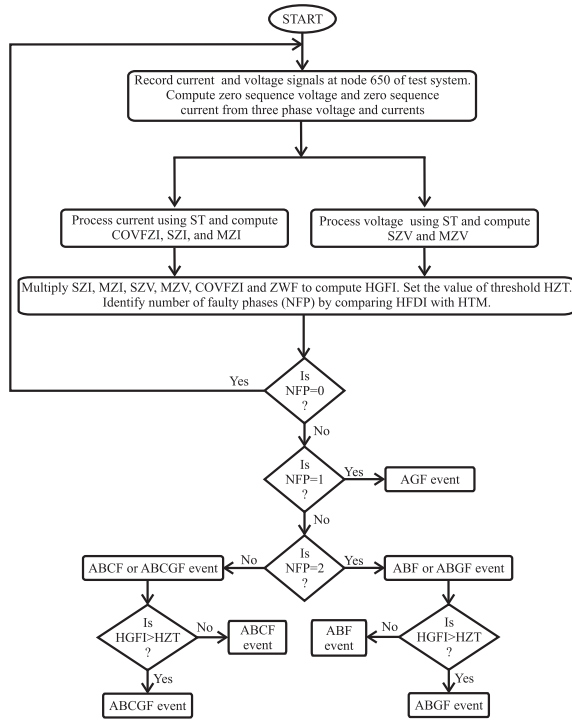 START
Record current and voltage signals at node 650 of test system.
Compute zero sequence voltage and zero sequence
current from three phase voltage and currents
Process current using ST and compute
COVFZI, SZI, and MZI
Process voltage using ST and compute
SZV and MZV
Multiply SZI, MZI, SZV, MZV, COVFZI and ZWF to compute HGFI. Set the value of threshold HZT.
Identify number of faulty phases (NFP) by comparing HFDI with HTM.
Yes
Is
NFP=0
?
No
Is
NFP=1
?
Yes
AGF event
No
ABCF or ABCGF event
No
Is
NFP=2
?
Yes
ABF or ABGF event
Is
HGFI>HZT
?
No
ABCF
event
Yes
ABCGF event
ABF
event
No
Is
HGFI>HZT
?
Yes
ABGF event